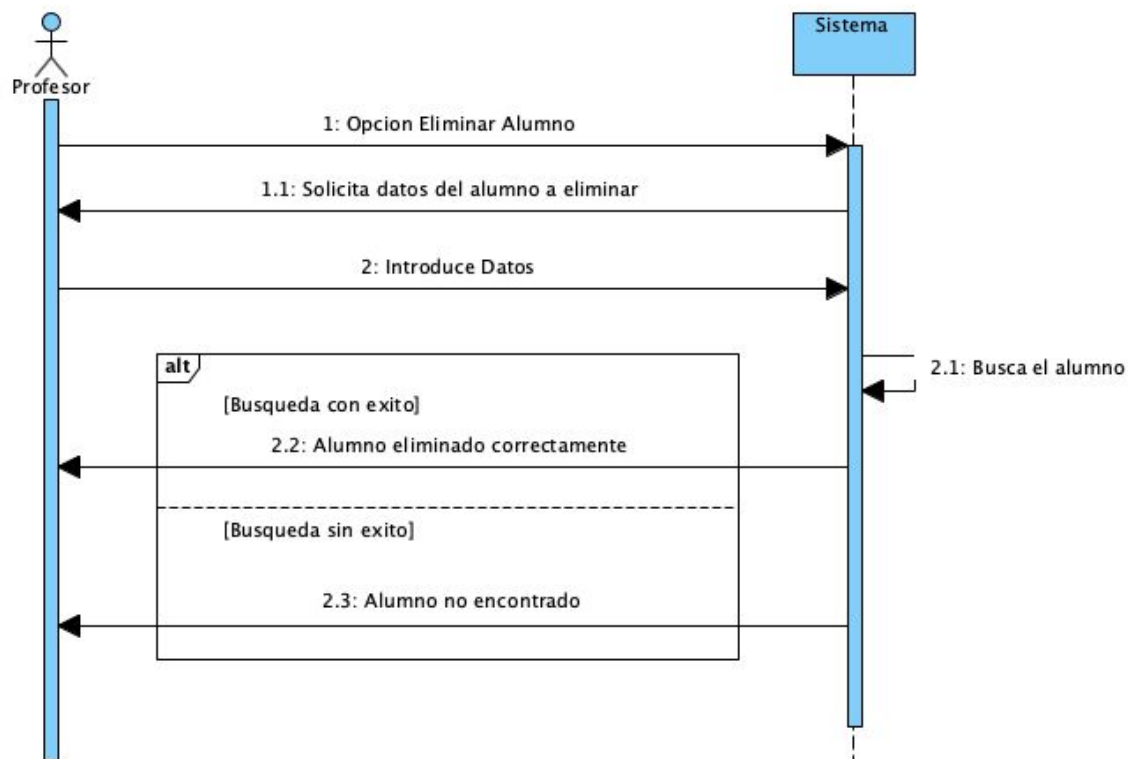 Sistema
Profesor
1: Opcion Eliminar Alumno
1.1: Solicita datos del alumno a eliminar
2: Introduce Datos
alt
2.1: Busca el alumno
[Busqueda con exito]
2.2: Alumno eliminado correctamente
[Busqueda sin exito]
2.3: Alumno no encontrado